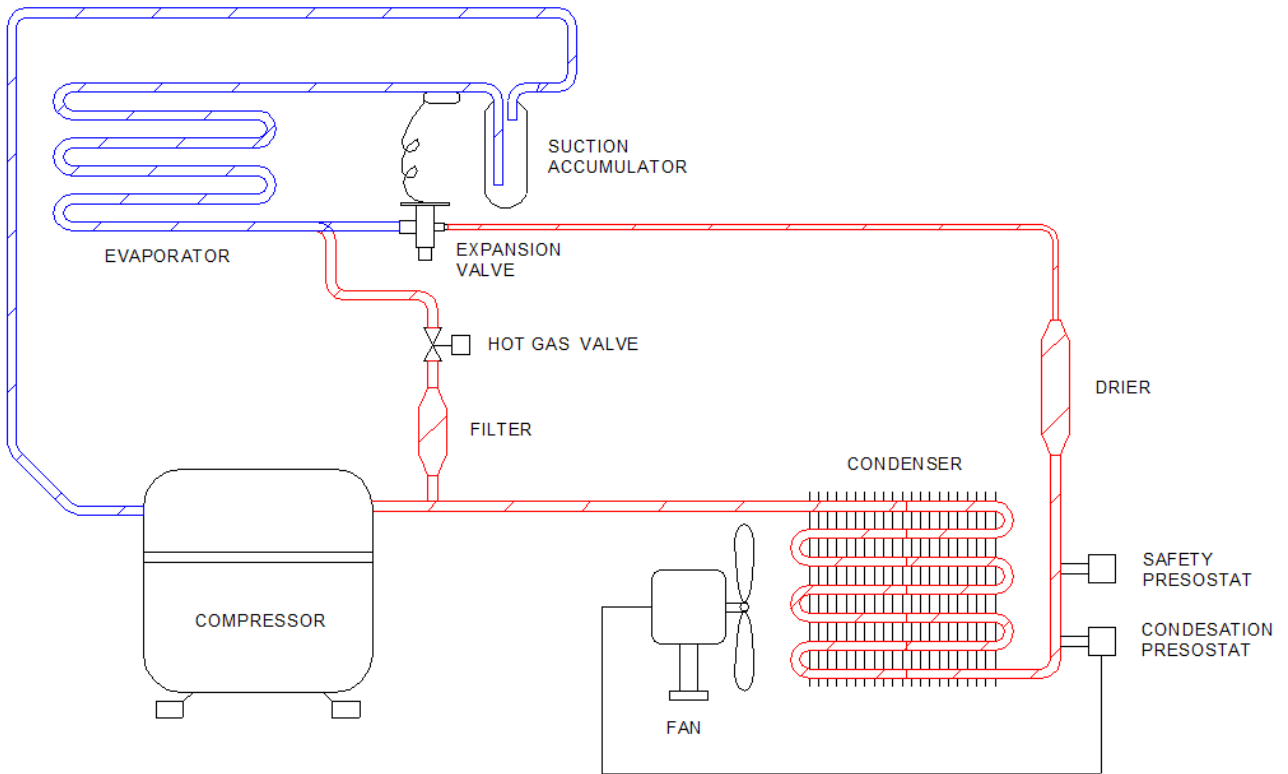 SUCTION
ACCUMULATOR
EVAPORATOR
EXPANSION
VALVE
HOT GAS VALVE
DRIER
FILTER
CONDENSER
SAFETY
PRESOSTAT
COMPRESSOR
CONDESATION
PRESOSTAT
FAN